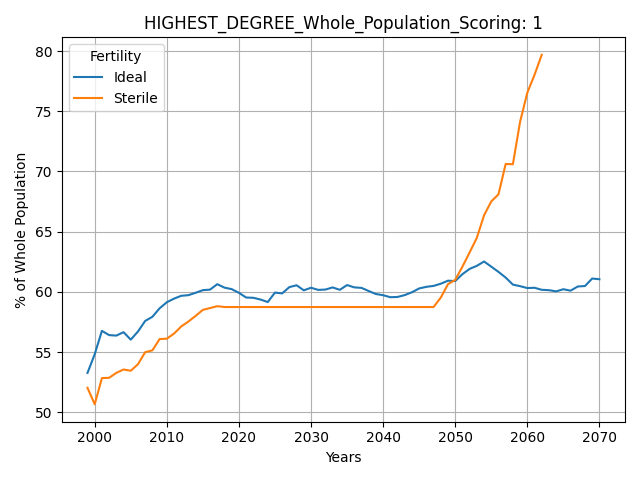 HIGHEST_DEGREE_Whole_Population_Scoring: 1
Fertility
Ideal
Sterile
% of Whole Population
80
75
70
65
60
55
50
2000 2010 2020 2030 2040 2050 2060 2070
Years